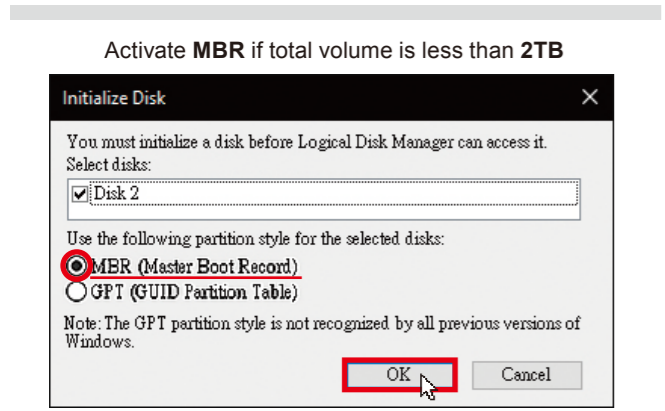 Activate MBR if total volume is less than 2TB
Initialize Disk
You must initialize a disk before Logical Disk Manager can access it.
Select disks:
Disk 2
Use the following partition style for the selected disks:
MBR (Master Boot Record)
GPT (GUID Partition Table)
Note: The GPT partition style is not recognized by all previous versions of
Windows.
OK Cancel